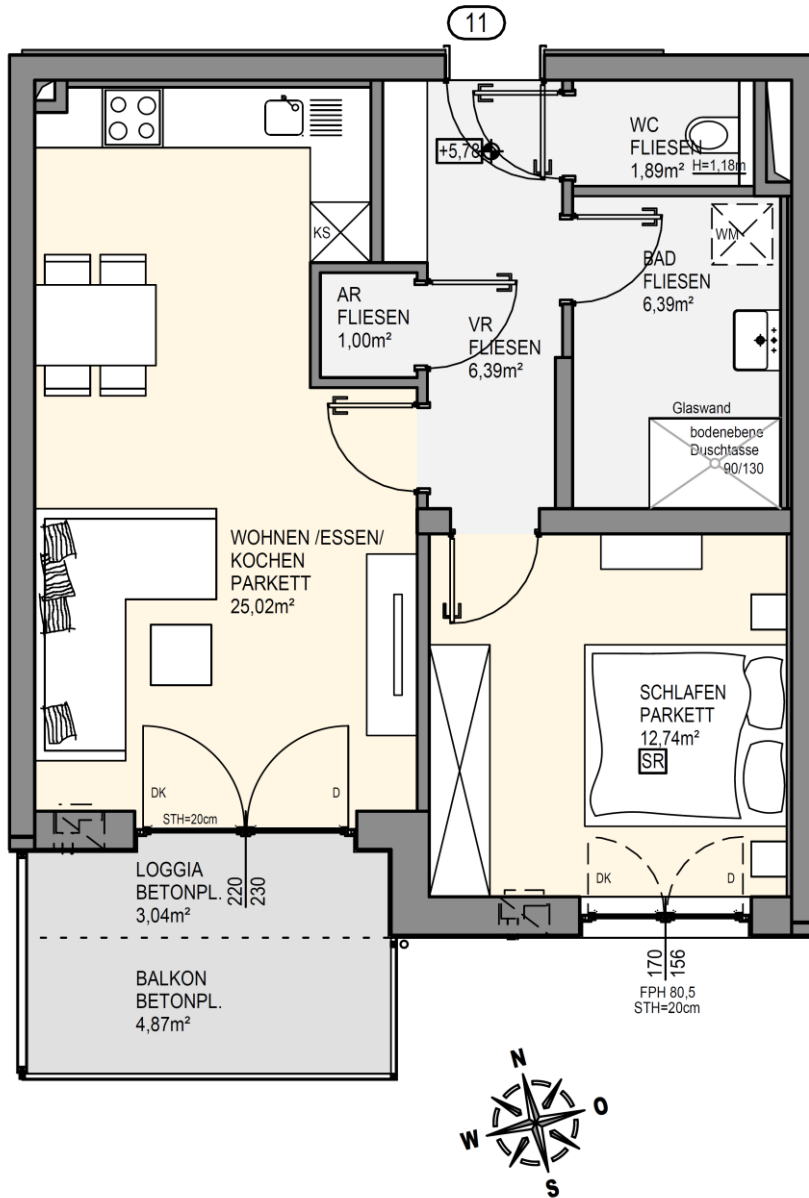 11
WC
FLIESEN
1,89m²
H=1,18m
+5,78
KS
WM
BAD
FLIESEN
6,39m²
AR
FLIESEN
1,00m²
VR
FLIESEN
6,39m²
Glaswand
bodenebene
Duschtasse
90/130
WOHNEN /ESSEN/
KOCHEN
PARKETT
25,02m²
SCHLAFEN
PARKETT
12,74m²
SR
DK
D
STH=20cm
LOGGIA
BETONPL.
3,04m²
220
230
DK
D
BALKON
BETONPL.
4,87m²
170
156
FPH 80,5
STH=20cm
N
O
W
S